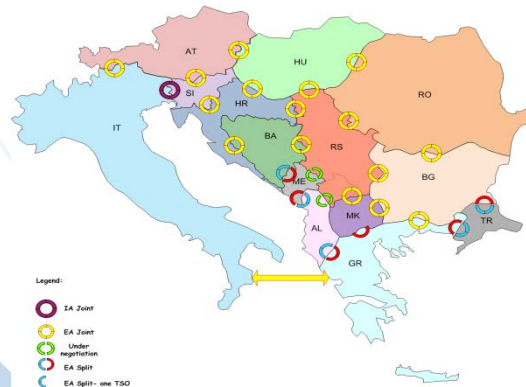 AT
HU
SI
HR
RO
IT
BA
RS
ME
BG
MK
AL
TR
GR
Legend:
IA Joint
EA Joint
Under
negotiation
EA Split
EA Split- one TSO